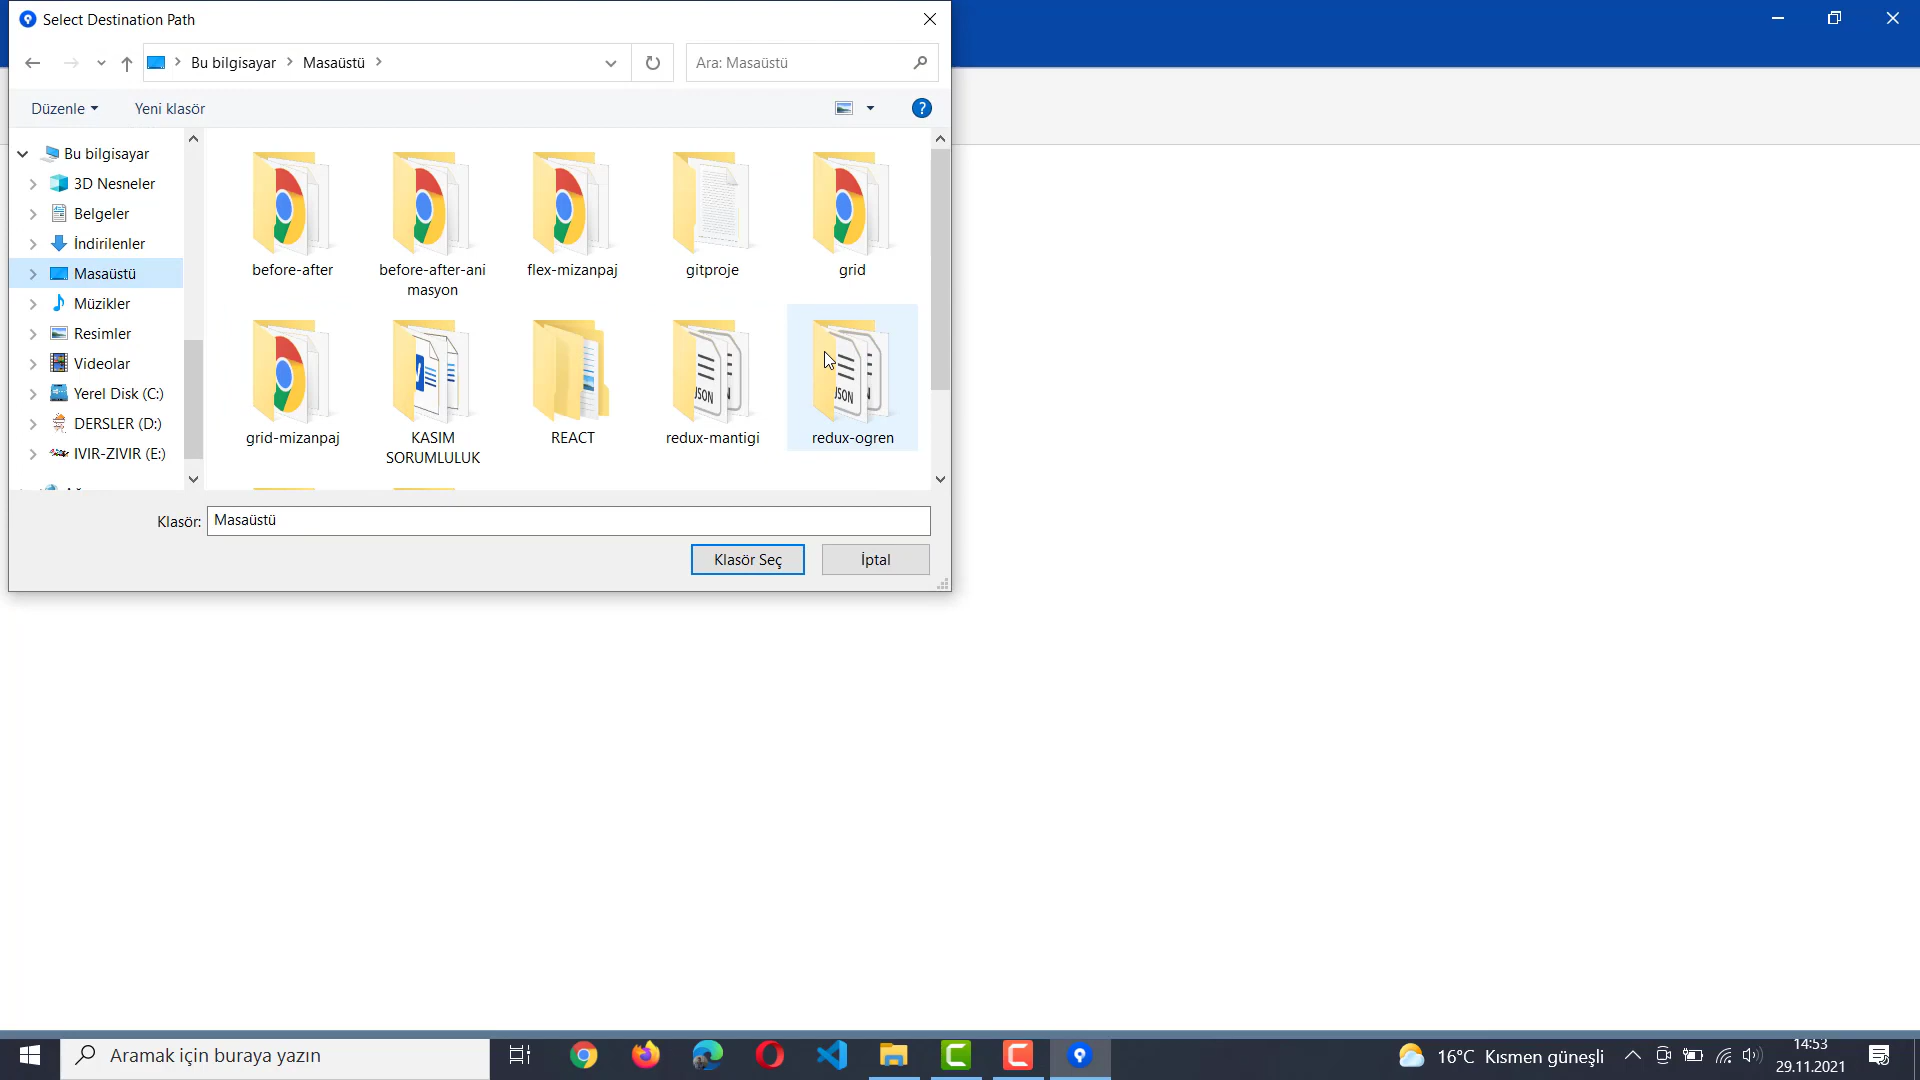 Select Destination Path
Bu bilgisayar Masaüstü
Ara: Masaüstü
Düzenle Yeni klasör
Bu bilgisayar
3D Nesneler
Belgeler
İndirilenler
Masaüstü
Müzikler
Resimler
Videolar
Yerel Disk (C:)
DERSLER (D:)
IVIR-ZIVIR (E:)
before-after
before-after-ani
masyon
flex-mizanpaj
gitproje
grid
grid-mizanpaj
KASIM
SORUMLULUK
REACT
redux-mantigi
redux-ogren
Klasör: Masaüstü
Klasör Seç İptal
Aramak için buraya yazın
16°C Kısmen güneşli
14:53
29.11.2021